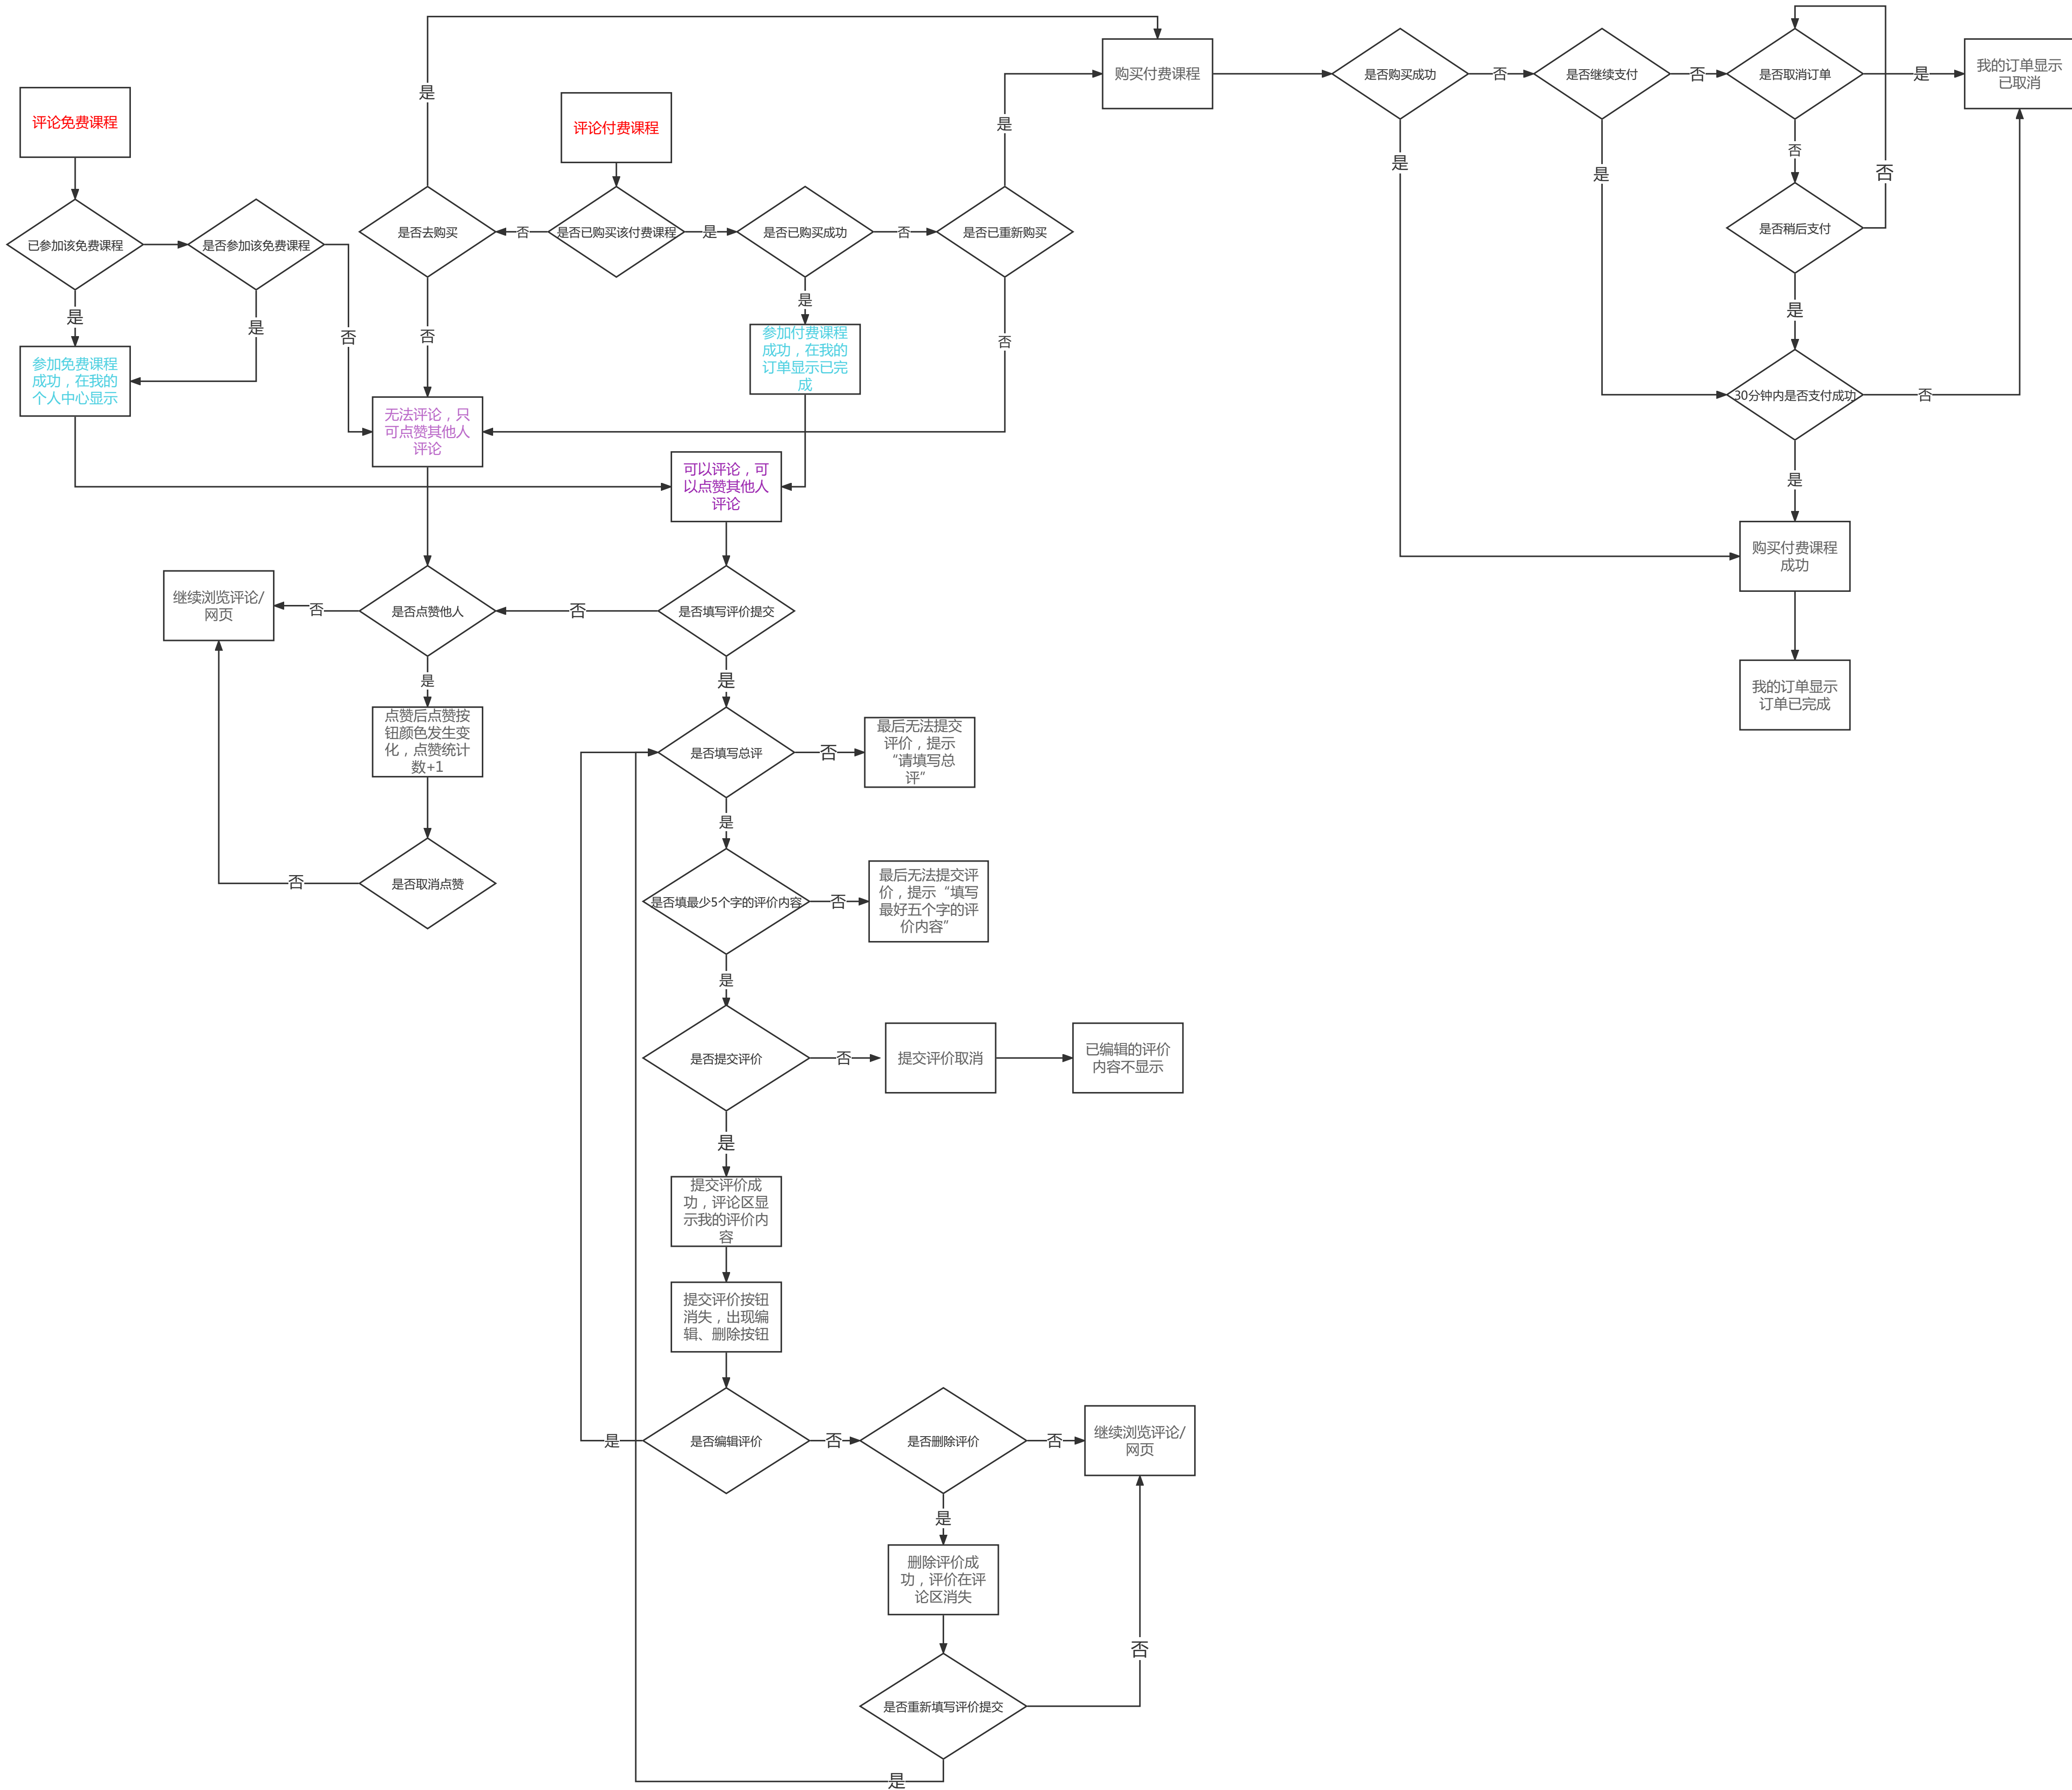 评论免费课程
已参加该免费课程
是否参加该免费课程
是
是
否
参加免费课程
成功，在我的
个人中心显示
是
是否去购买
否
评论付费课程
是否已购买该付费课程
否
是
是否已购买成功
否
是否已重新购买
是
是
否
参加付费课程
成功，在我的
订单显示已完
成
无法评论，只
可点赞其他人
评论
可以评论，可
以点赞其他人
评论
购买付费课程
是否购买成功
否
是否继续支付
否
是否取消订单
是
我的订单显示
已取消
是
是
否
否
是否稍后支付
是
30分钟内是否支付成功
否
是
购买付费课程
成功
我的订单显示
订单已完成
继续浏览评论/
网页
否
是否点赞他人
否
是否填写评价提交
是
是
点赞后点赞按
钮颜色发生变
化，点赞统计
数+1
是否取消点赞
否
是否填写总评
否
最后无法提交
评价，提示
“请填写总
评”
是
是否填最少5个字的评价内容
否
最后无法提交评
价，提示“填写
最好五个字的评
价内容”
是
是否提交评价
否
提交评价取消
已编辑的评价
内容不显示
是
提交评价成
功，评论区显
示我的评价内
容
提交评价按钮
消失，出现编
辑、删除按钮
是
是否编辑评价
否
是否删除评价
否
继续浏览评论/
网页
是
删除评价成
功，评价在评
论区消失
否
是否重新填写评价提交
是